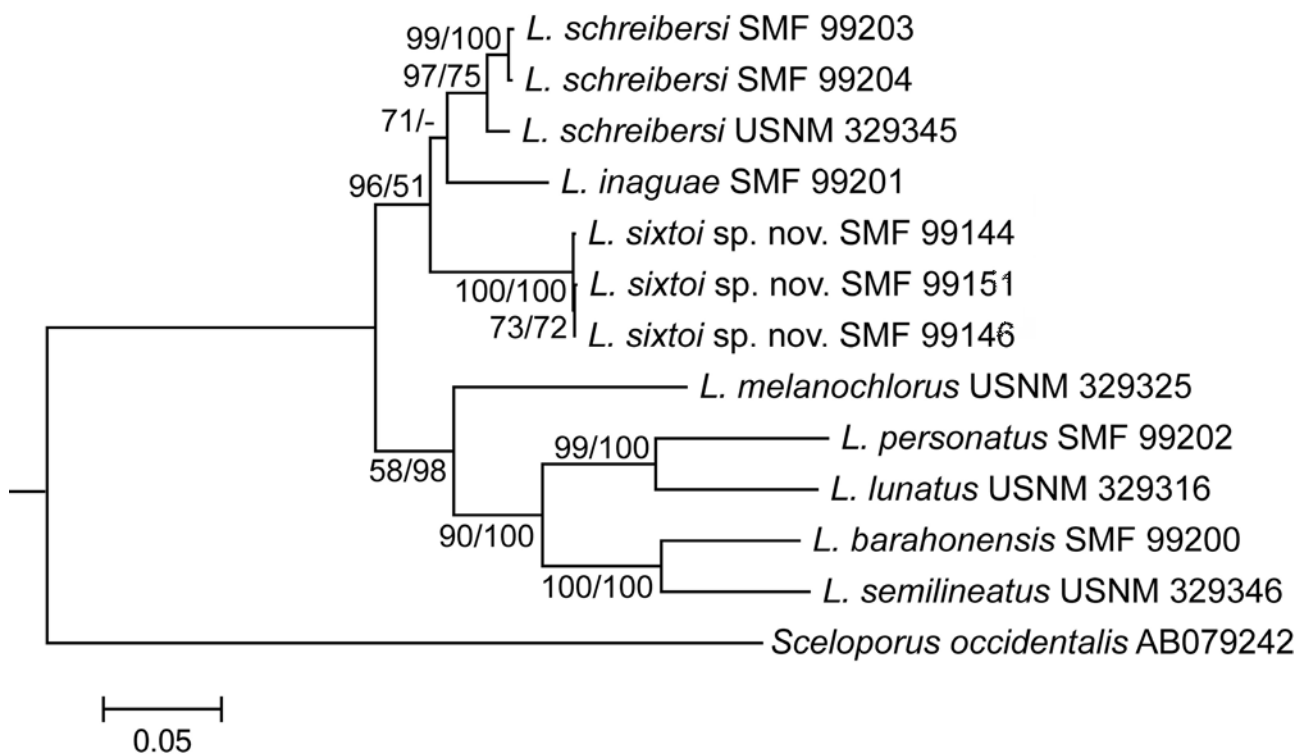 L. schreibersi SMF 99203
99/100
L. schreibersi SMF 99204
97/75
71/-
L. schreibersi USNM 329345
96/51
L. inaguae SMF 99201
L. sixtoi sp. nov. SMF 99144
100/100
L. sixtoi sp. nov. SMF 99151
73/72
L. sixtoi sp. nov. SMF 99146
L. melanochlorus USNM 329325
58/98
99/100
L. personatus SMF 99202
L. lunatus USNM 329316
90/100
L. barahonensis SMF 99200
100/100
L. semilineatus USNM 329346
Sceloporus occidentalis AB079242
0.05